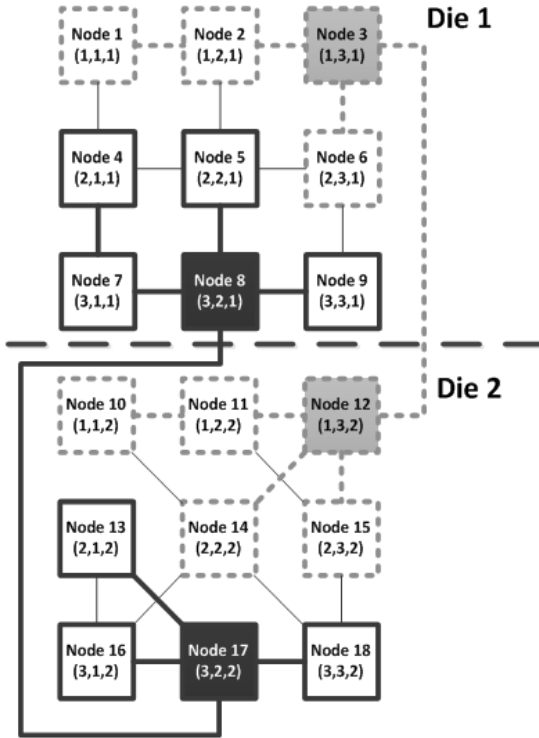 Die 1
Node 1
(1,1,1)
Node 2
(1,2,1)
Node 3
(1,3,1)
Node 4
(2,1,1)
Node 5
(2,2,1)
Node 6
(2,3,1)
Node 7
(3,1,1)
Node 8
(3,2,1)
Node 9
(3,3,1)
Die 2
Node 10
(1,1,2)
Node 11
(1,2,2)
Node 12
(1,3,2)
Node 13
(2,1,2)
Node 14
(2,2,2)
Node 15
(2,3,2)
Node 16
(3,1,2)
Node 17
(3,2,2)
Node 18
(3,3,2)